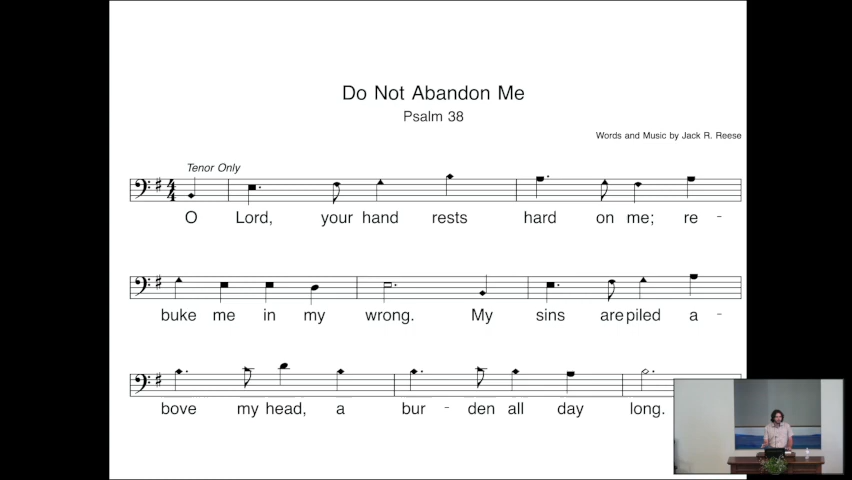 Do Not Abandon Me
Psalm 38
Words and Music by Jack R. Reese
Tenor Only
4
4
O Lord, your hand rests hard on me; re -
buke me in my wrong. My sins are piled a -
bove my head, a bur - den all day long.